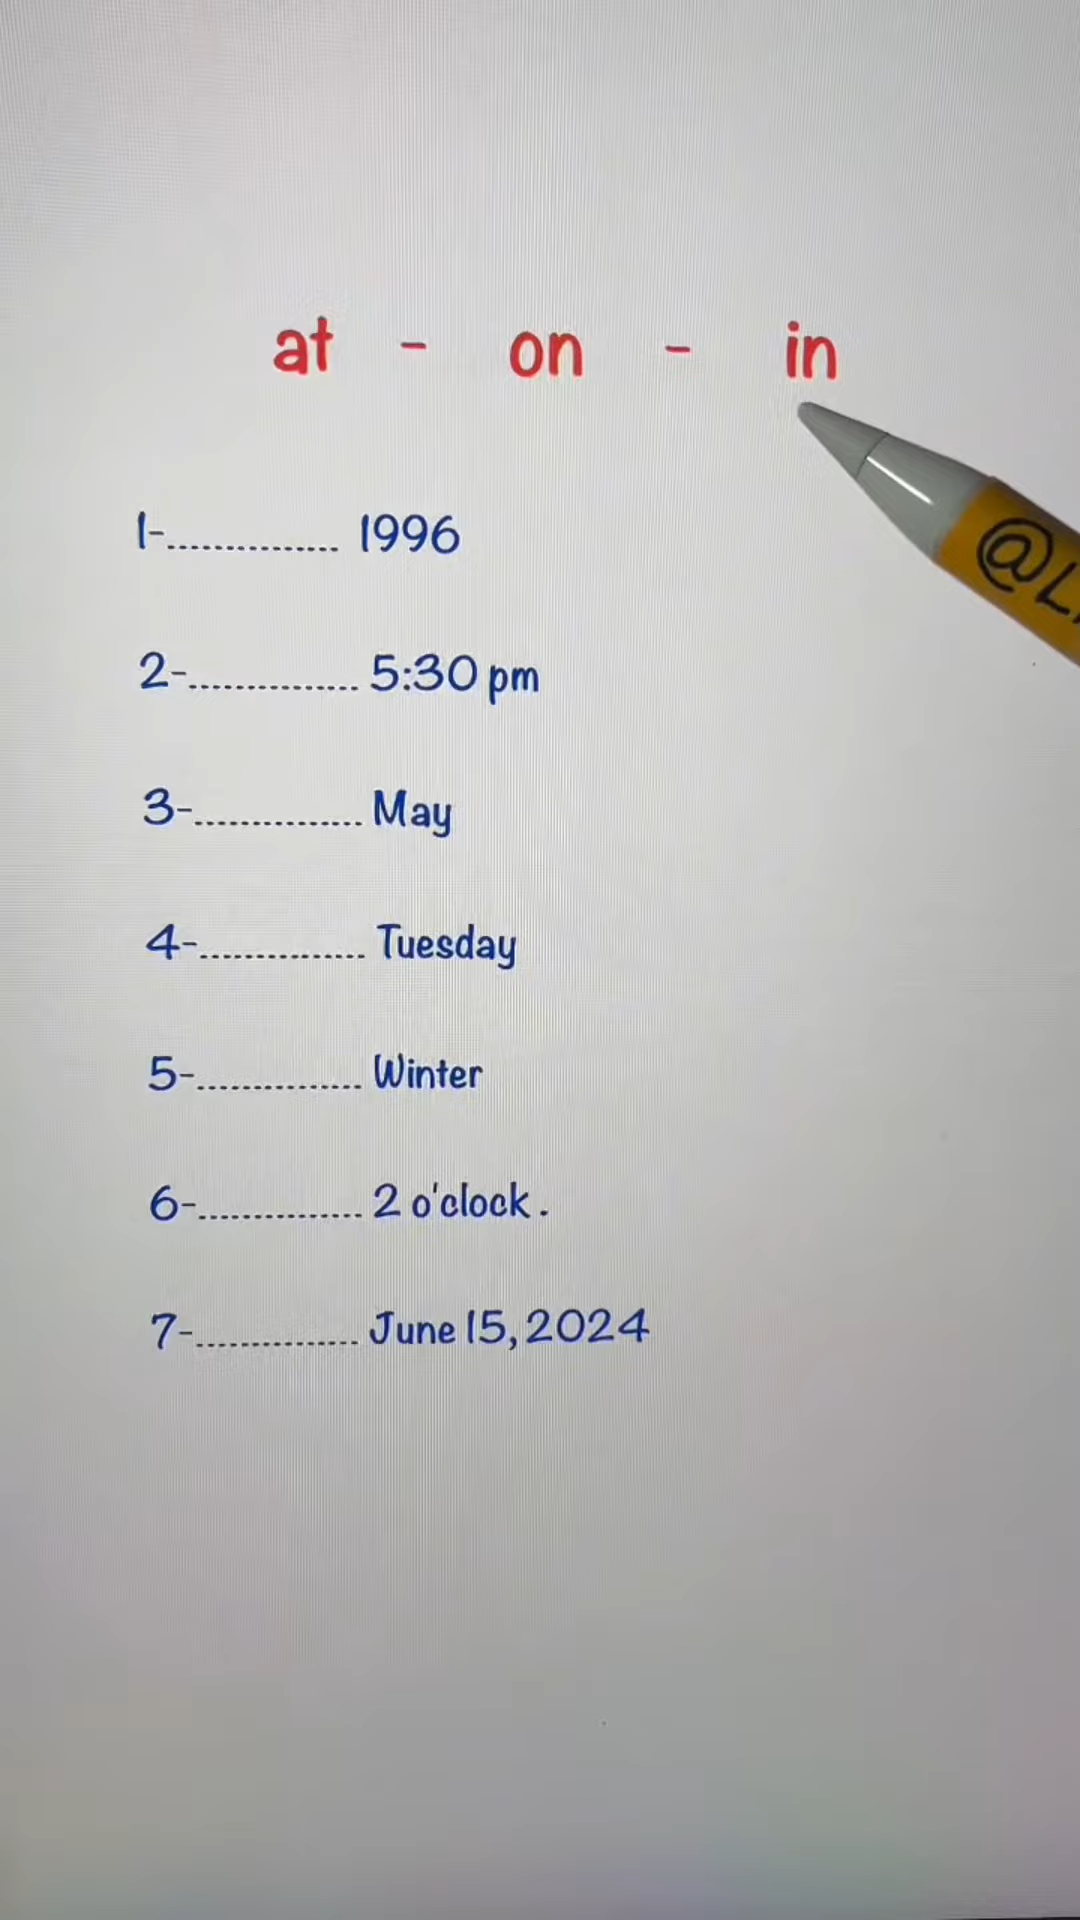 at - on - in
1-............... 1996
2-............... 5:30 pm
3-............... May
4-............... Tuesday
5-............... Winter
6-............... 2 o'clock.
7-............... June 15, 2024